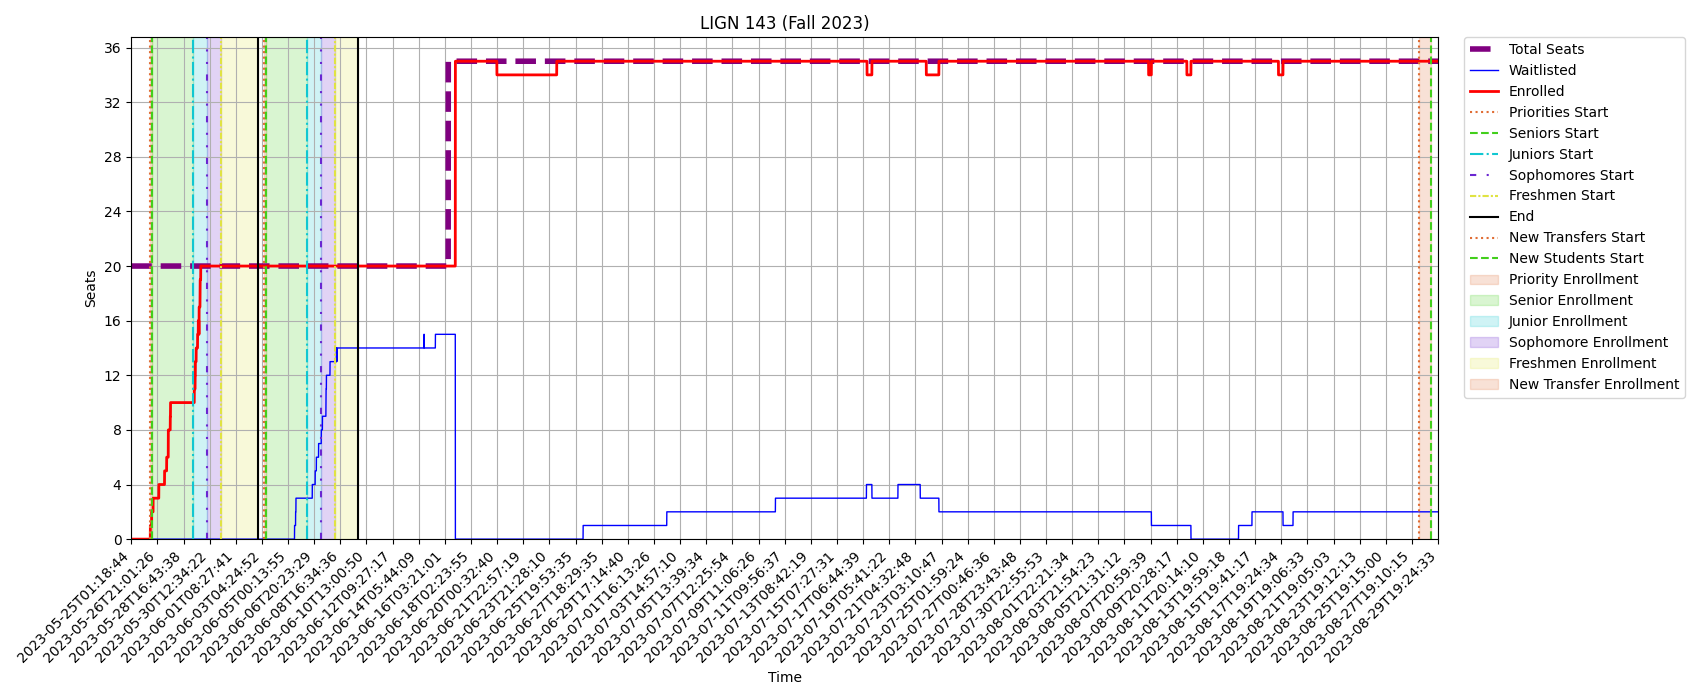 LIGN 143 (Fall 2023)
Seats
36
32
28
24
20
16
12
8
4
0
2023-05-25T01:18:44
2023-05-26T21:01:26
2023-05-28T16:43:38
2023-05-30T12:34:22
2023-06-01T08:27:41
2023-06-03T04:24:52
2023-06-05T00:13:55
2023-06-06T20:23:29
2023-06-08T16:34:36
2023-06-10T13:00:50
2023-06-12T09:27:17
2023-06-14T05:44:09
2023-06-16T03:21:01
2023-06-18T02:23:55
2023-06-20T00:32:40
2023-06-21T22:57:19
2023-06-23T21:28:10
2023-06-25T19:53:35
2023-06-27T18:29:35
2023-06-29T17:14:40
2023-07-01T16:13:26
2023-07-03T14:57:10
2023-07-05T13:39:34
2023-07-07T12:25:54
2023-07-09T11:06:26
2023-07-11T09:56:37
2023-07-13T08:42:19
2023-07-15T07:27:31
2023-07-17T06:44:39
2023-07-19T05:41:22
2023-07-21T04:32:48
2023-07-23T03:10:47
2023-07-25T01:59:24
2023-07-27T00:46:36
2023-07-28T23:43:48
2023-07-30T22:55:53
2023-08-01T22:21:34
2023-08-03T21:54:23
2023-08-05T21:31:12
2023-08-07T20:59:39
2023-08-09T20:28:17
2023-08-11T20:14:10
2023-08-13T19:59:18
2023-08-15T19:41:17
2023-08-17T19:24:34
2023-08-19T19:06:33
2023-08-21T19:05:03
2023-08-23T19:12:13
2023-08-25T19:15:00
2023-08-27T19:10:15
2023-08-29T19:24:33
Time
Total Seats
Waitlisted
Enrolled
Priorities Start
Seniors Start
Juniors Start
Sophomores Start
Freshmen Start
End
New Transfers Start
New Students Start
Priority Enrollment
Senior Enrollment
Junior Enrollment
Sophomore Enrollment
Freshmen Enrollment
New Transfer Enrollment